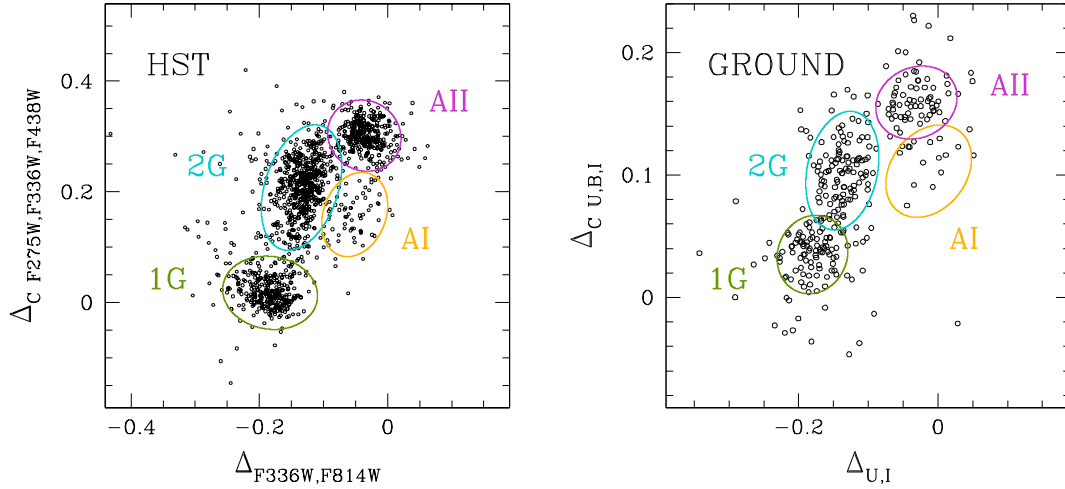 HST
AII
2G
AI
1G
0.4
0.2
0
−0.4
−0.2
0
Δ_C F275W,F336W,F438W
Δ_F336W,F814W
GROUND
AII
2G
AI
1G
0.2
0.1
0
−0.2
0
Δ_C U,B,I
Δ_U,I